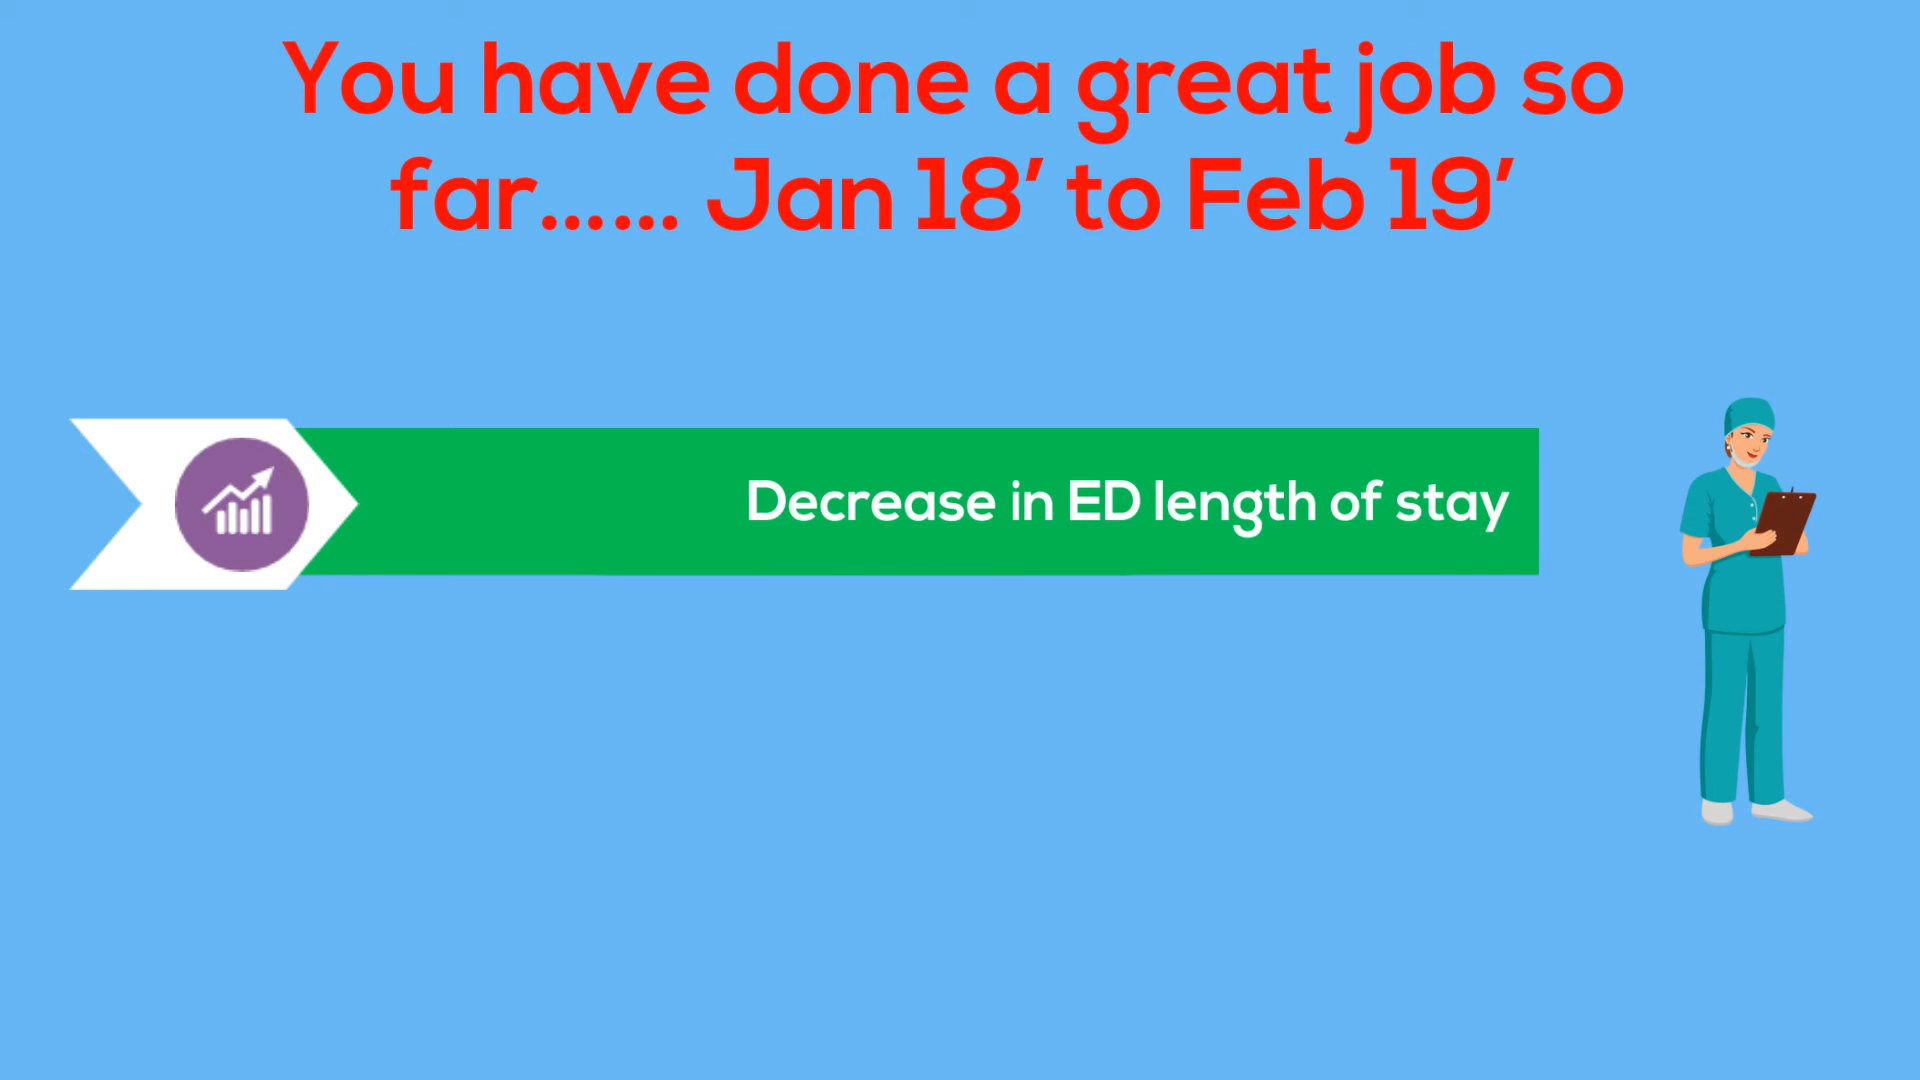 You have done a great job so
far...... Jan 18’ to Feb 19’
Decrease in ED length of stay